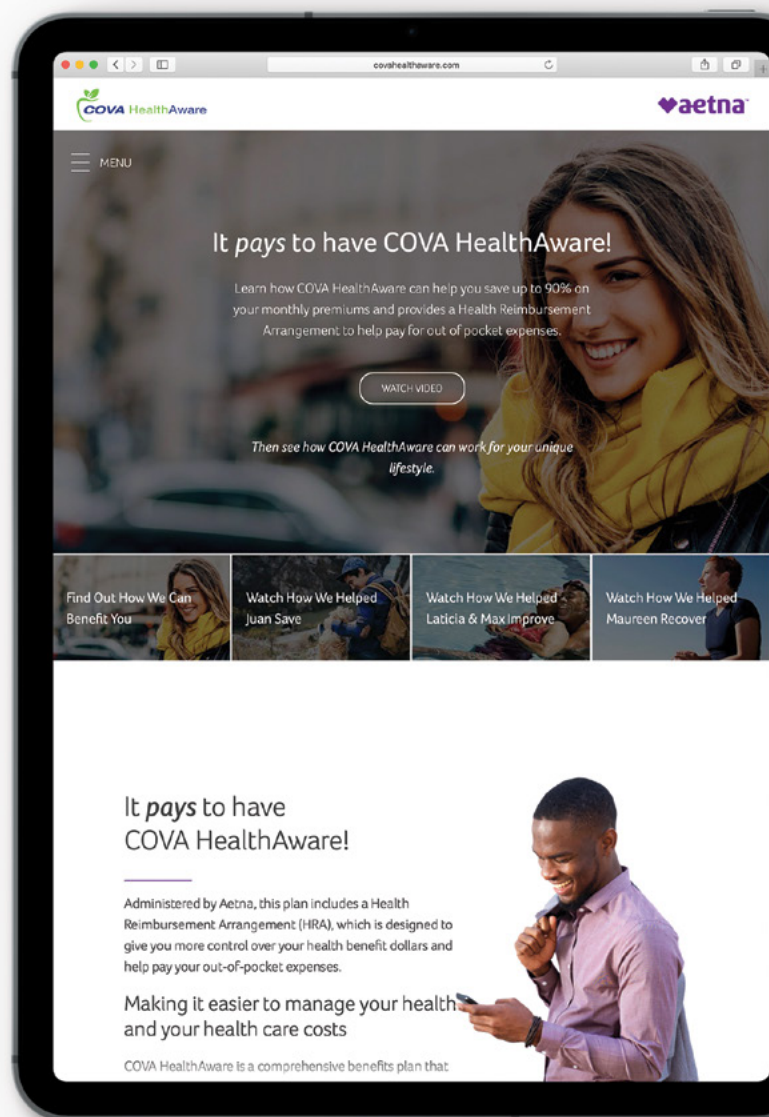 covahealthaware.com
COVA HealthAware
aetna
MENU
It pays to have COVA HealthAware!
Learn how COVA HealthAware can help you save up to 90% on
your monthly premiums and provides a Health Reimbursement
Arrangement to help pay for out of pocket expenses.
WATCH VIDEO
Then see how COVA HealthAware can work for your unique
lifestyle.
Find Out How We Can
Benefit You
Watch How We Helped
Juan Save
Watch How We Helped
Laticia & Max Improve
Watch How We Helped
Maureen Recover
It pays to have
COVA HealthAware!
Administered by Aetna, this plan includes a Health
Reimbursement Arrangement (HRA), which is designed to
give you more control over your health benefit dollars and
help pay your out-of-pocket expenses.
Making it easier to manage your health
and your health care costs
COVA HealthAware is a comprehensive benefits plan that